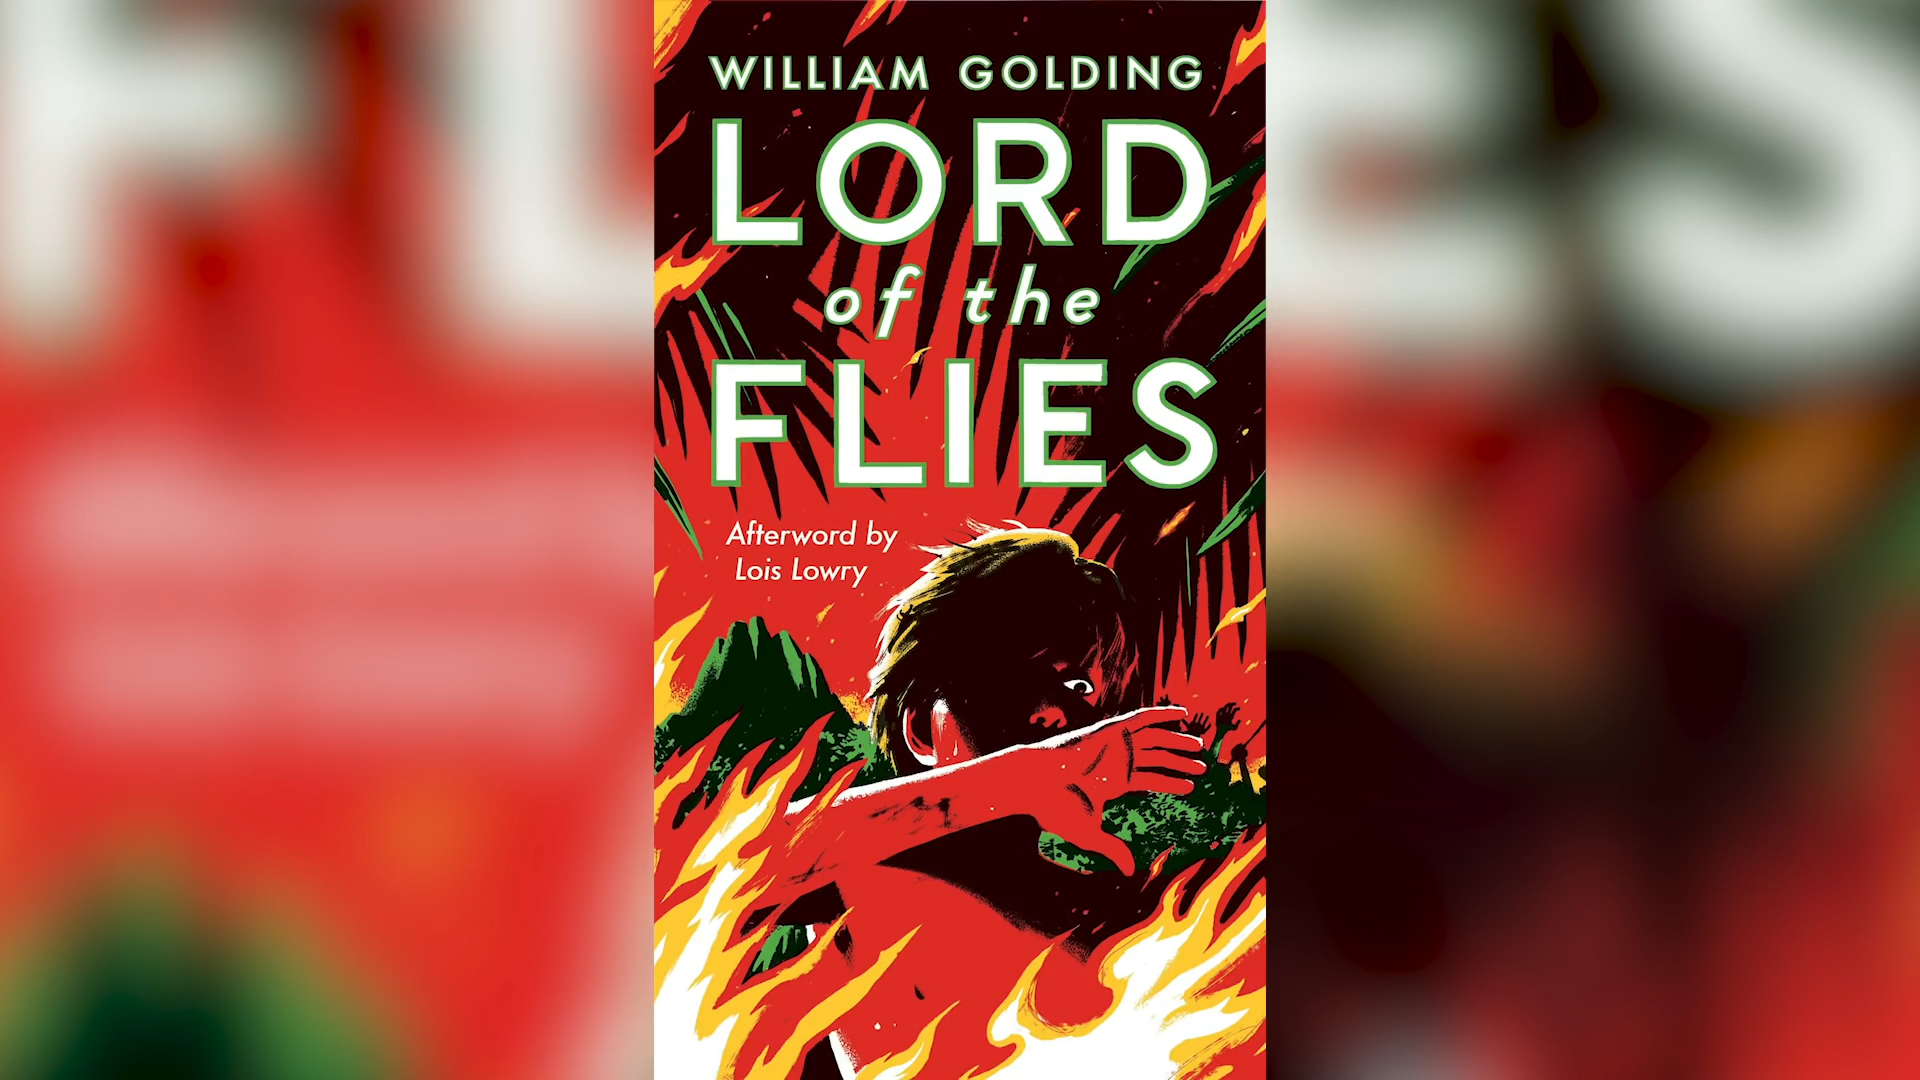 WILLIAM GOLDING
LORD
of the
FLIES
Afterword by
Lois Lowry